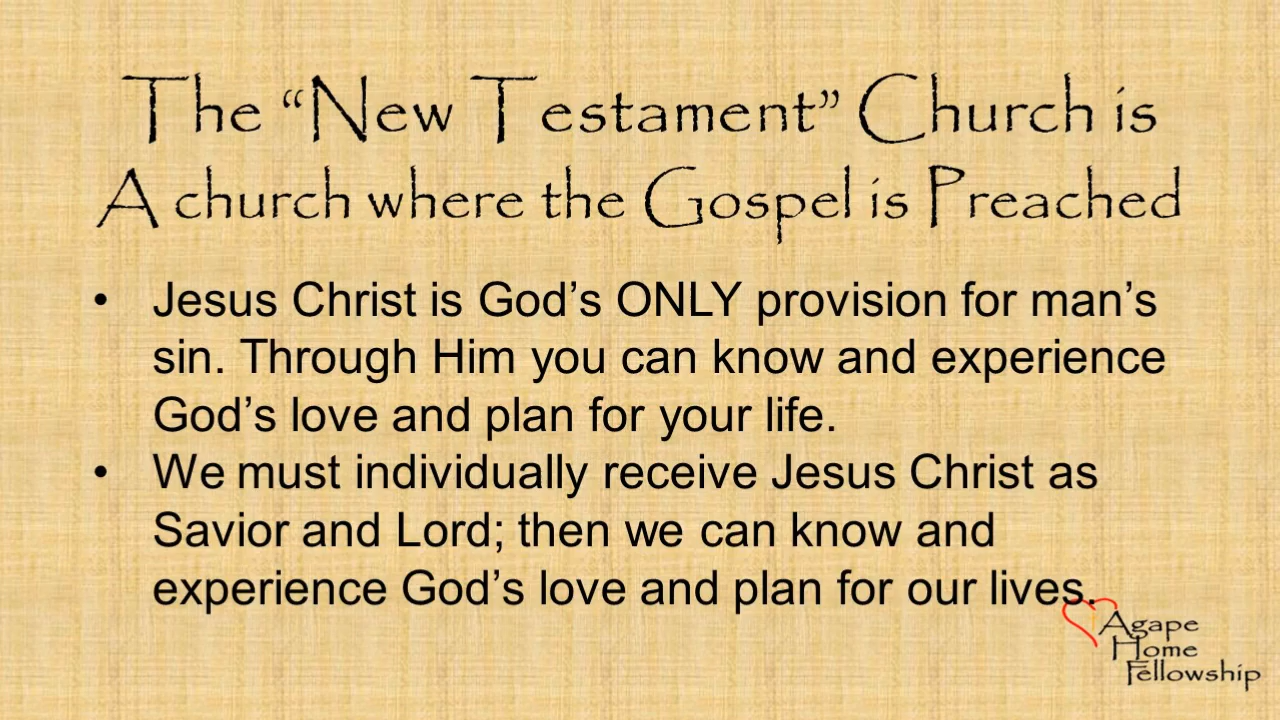 The “New Testament” Church is
A church where the Gospel is Preached
• Jesus Christ is God’s ONLY provision for man’s
sin. Through Him you can know and experience
God’s love and plan for your life.
• We must individually receive Jesus Christ as
Savior and Lord; then we can know and
experience God’s love and plan for our lives.
Agape
Home
Fellowship